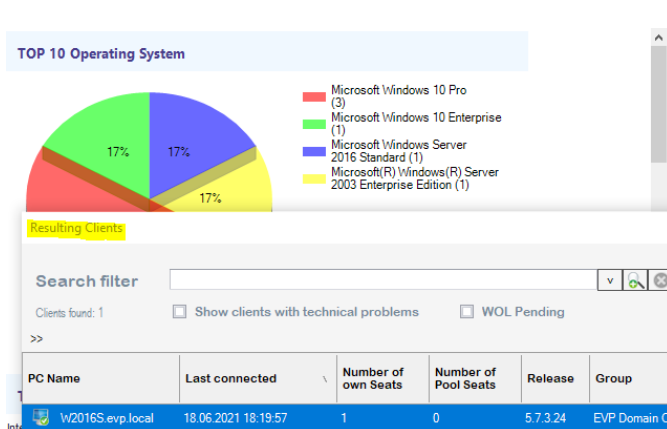 TOP 10 Operating System
Microsoft Windows 10 Pro
(3)
Microsoft Windows 10 Enterprise
(1)
Microsoft Windows Server
2016 Standard (1)
Microsoft(R) Windows(R) Server
2003 Enterprise Edition (1)
17%
17%
17%
Resulting Clients
Search filter
v
Clients found: 1
Show clients with technical problems
WOL Pending
>>
PC Name
Last connected
Number of
own Seats
Number of
Pool Seats
Release
Group
W2016S.evp.local
18.06.2021 18:19:57
1
0
5.7.3.24
EVP Domain